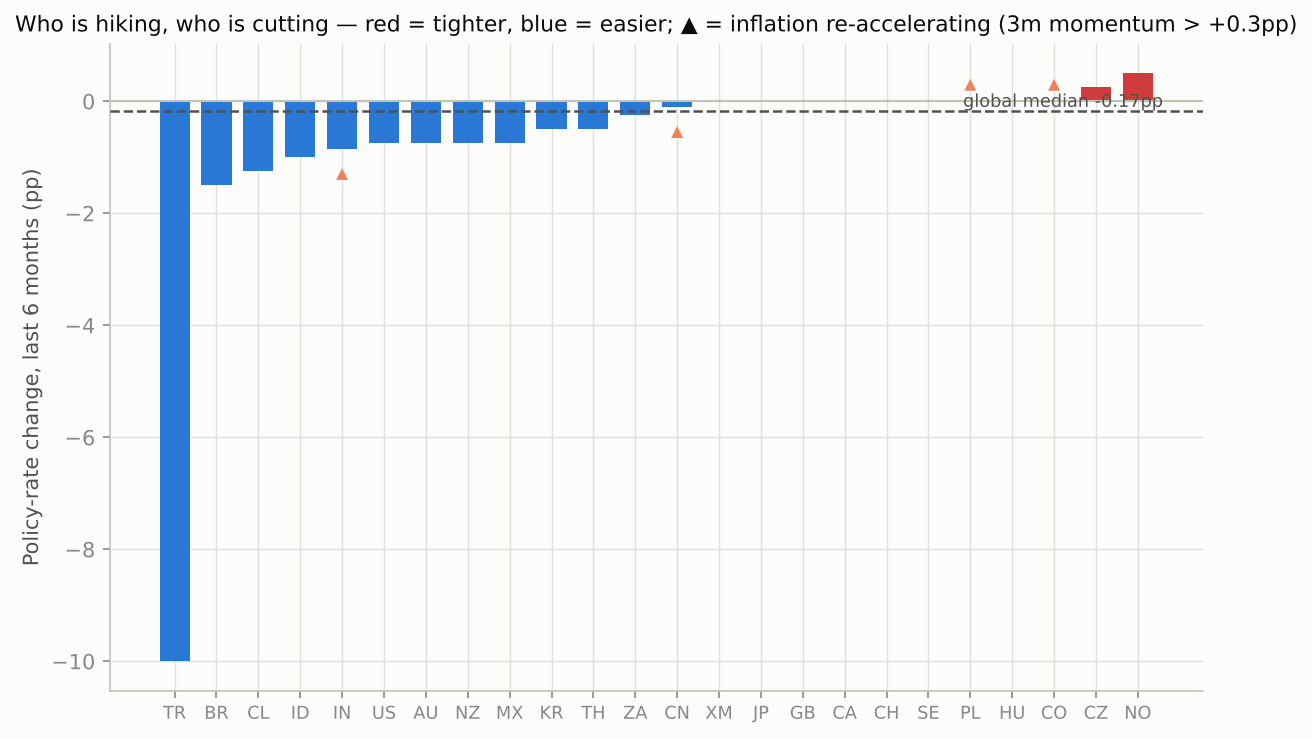 Who is hiking, who is cutting — red = tighter, blue = easier; ▲ = inflation re-accelerating (3m momentum > +0.3pp)
Policy-rate change, last 6 months (pp)
0
−2
−4
−6
−8
−10
global median -0.17pp
TR BR CL ID IN US AU NZ MX KR TH ZA CN XM JP GB CA CH SE PL HU CO CZ NO